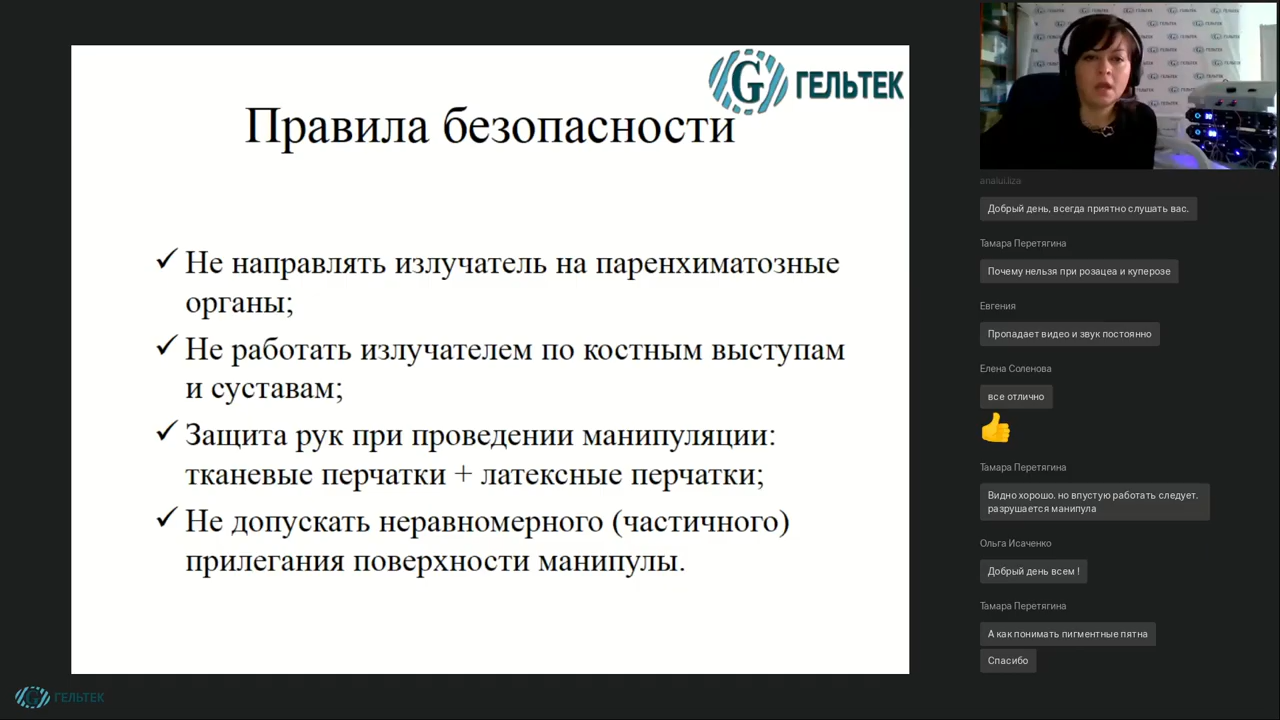 ГЕЛЬТЕК
Правила безопасности
✓ Не направлять излучатель на паренхиматозные
органы;
✓ Не работать излучателем по костным выступам
и суставам;
✓ Защита рук при проведении манипуляции:
тканевые перчатки + латексные перчатки;
✓ Не допускать неравномерного (частичного)
прилегания поверхности манипулы.
ГЕЛЬТЕК
Добрый день, всегда приятно слушать вас.
Тамара Перетягина
Почему нельзя при розацеа и куперозе
Евгения
Пропадает видео и звук постоянно
Елена Соленова
все отлично
Тамара Перетягина
Видно хорошо. но впустую работать следует.
разрушается манипула
Ольга Исаченко
Добрый день всем !
Тамара Перетягина
А как понимать пигментные пятна
Спасибо